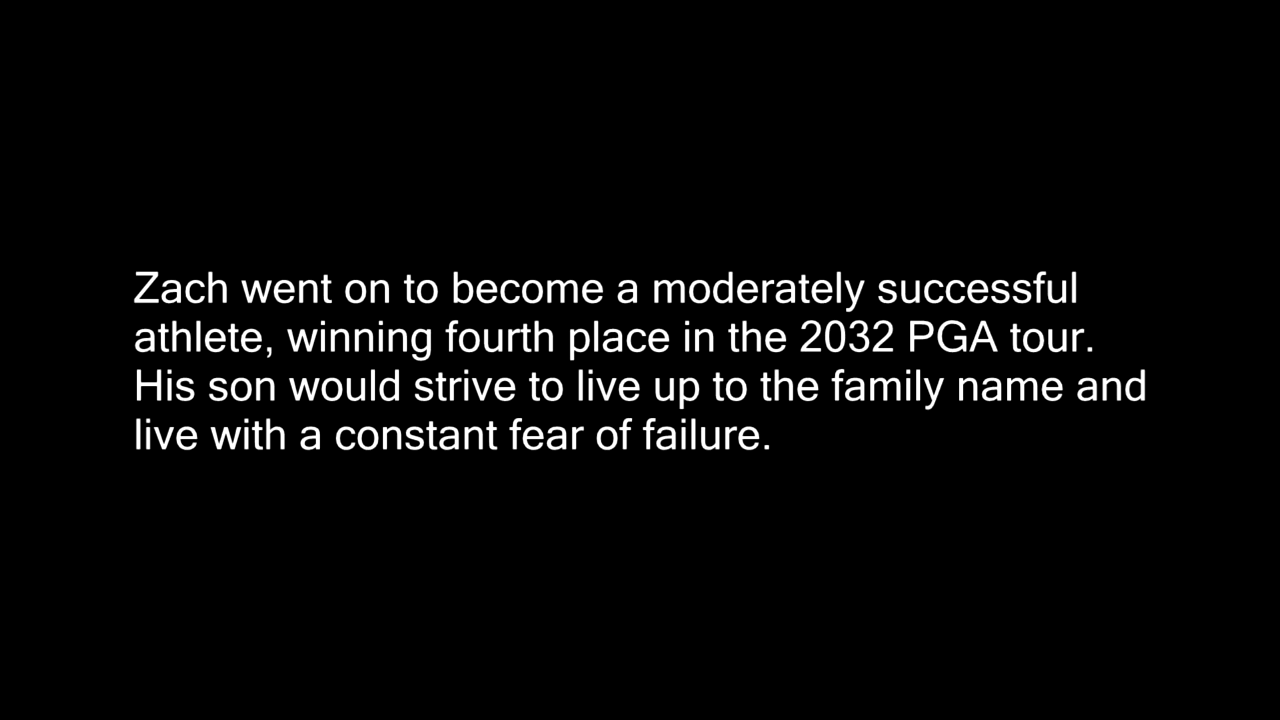 Zach went on to become a moderately successful
athlete, winning fourth place in the 2032 PGA tour.
His son would strive to live up to the family name and
live with a constant fear of failure.